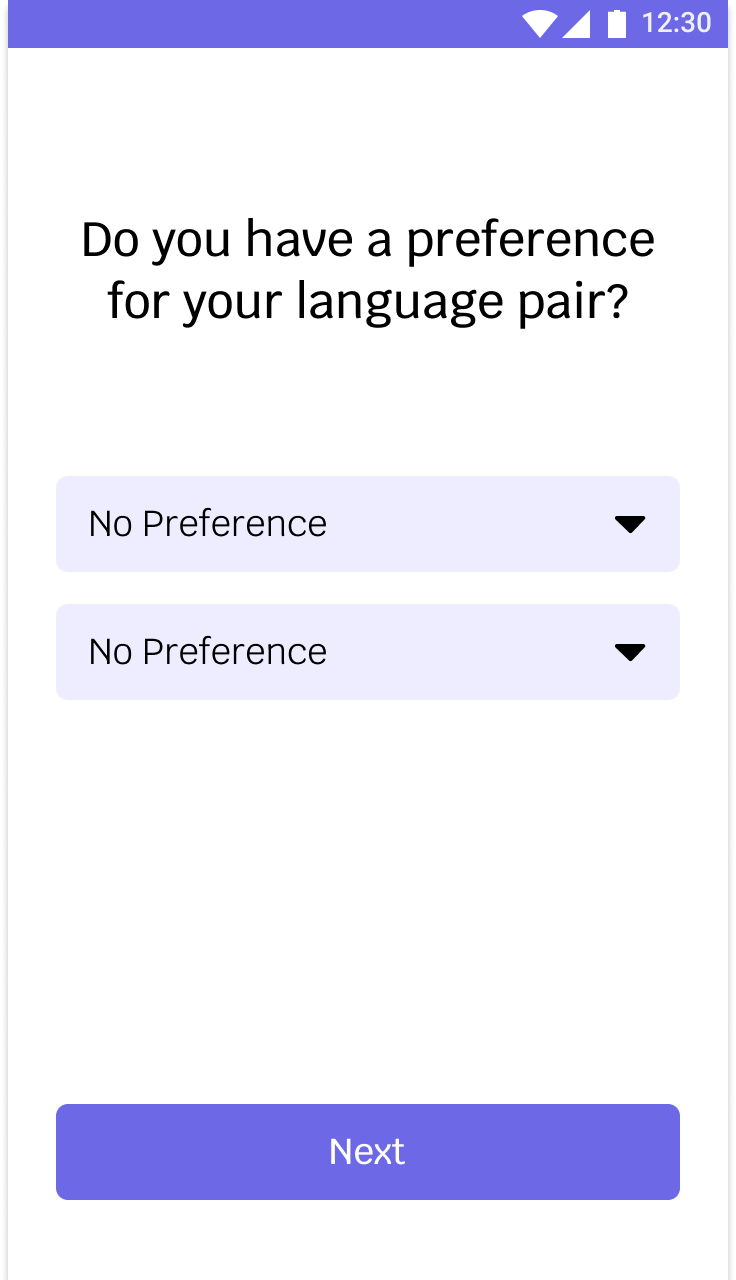 12:30
Do you have a preference
for your language pair?
No Preference
No Preference
Next